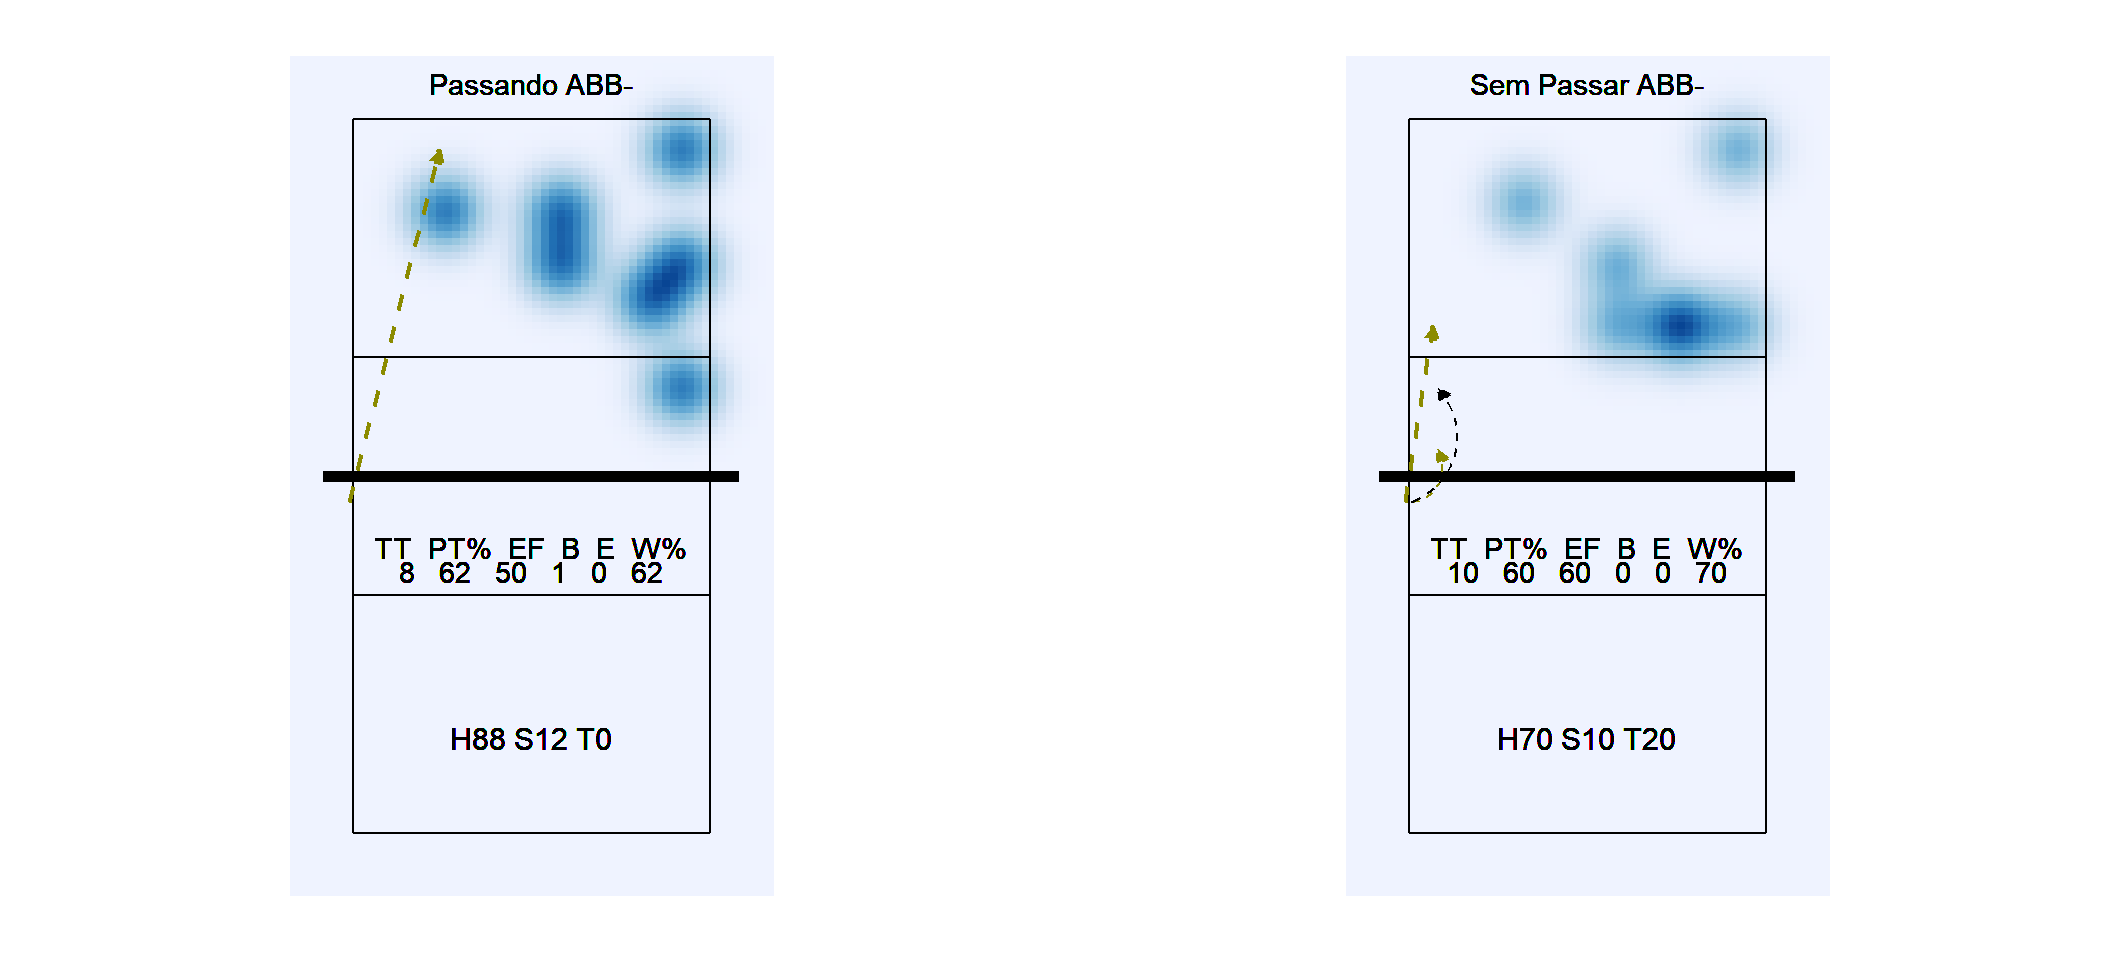 Passando ABB-
TT PT% EF B E W%
8 62 50 1 0 62
H88 S12 T0
Sem Passar ABB-
TT PT% EF B E W%
10 60 60 0 0 70
H70 S10 T20